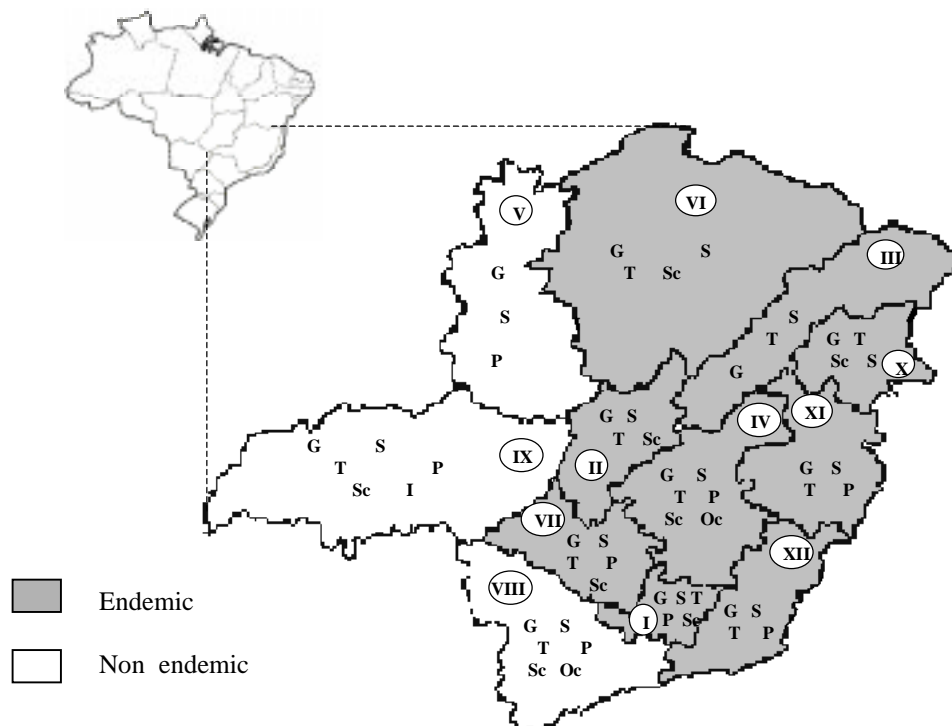 V
VI
III
G
S
P
G S
T Sc
S
T
G
G T
Sc S
X
IV
XI
G S
T Sc
II
IX
G S
T P
Sc I
G S
T P
Sc Oc
G S
T P
VII
G S
T P
Sc
XII
VIII
G S
T P
Sc Oc
I
G S T
P Sc
G S
T P
Endemic
Non endemic